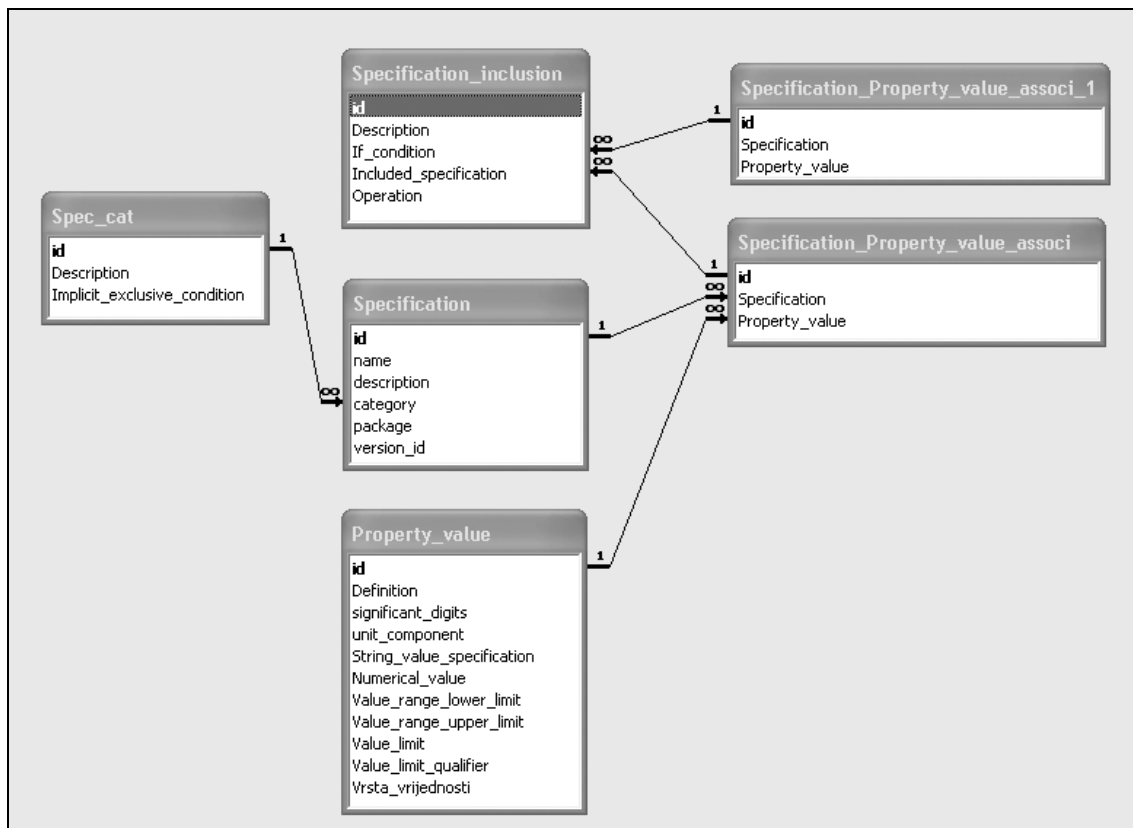 Specification_inclusion
id
Description
If_condition
Included_specification
Operation
Specification_Property_value_associ_1
id
Specification
Property_value
1
∞
∞
Spec_cat
id
Description
Implicit_exclusive_condition
1
∞
Specification_Property_value_associ
id
Specification
Property_value
1
∞
∞
Specification
id
name
description
category
package
version_id
1
Property_value
id
Definition
significant_digits
unit_component
String_value_specification
Numerical_value
Value_range_lower_limit
Value_range_upper_limit
Value_limit
Value_limit_qualifier
Vrsta_vrijednosti
1